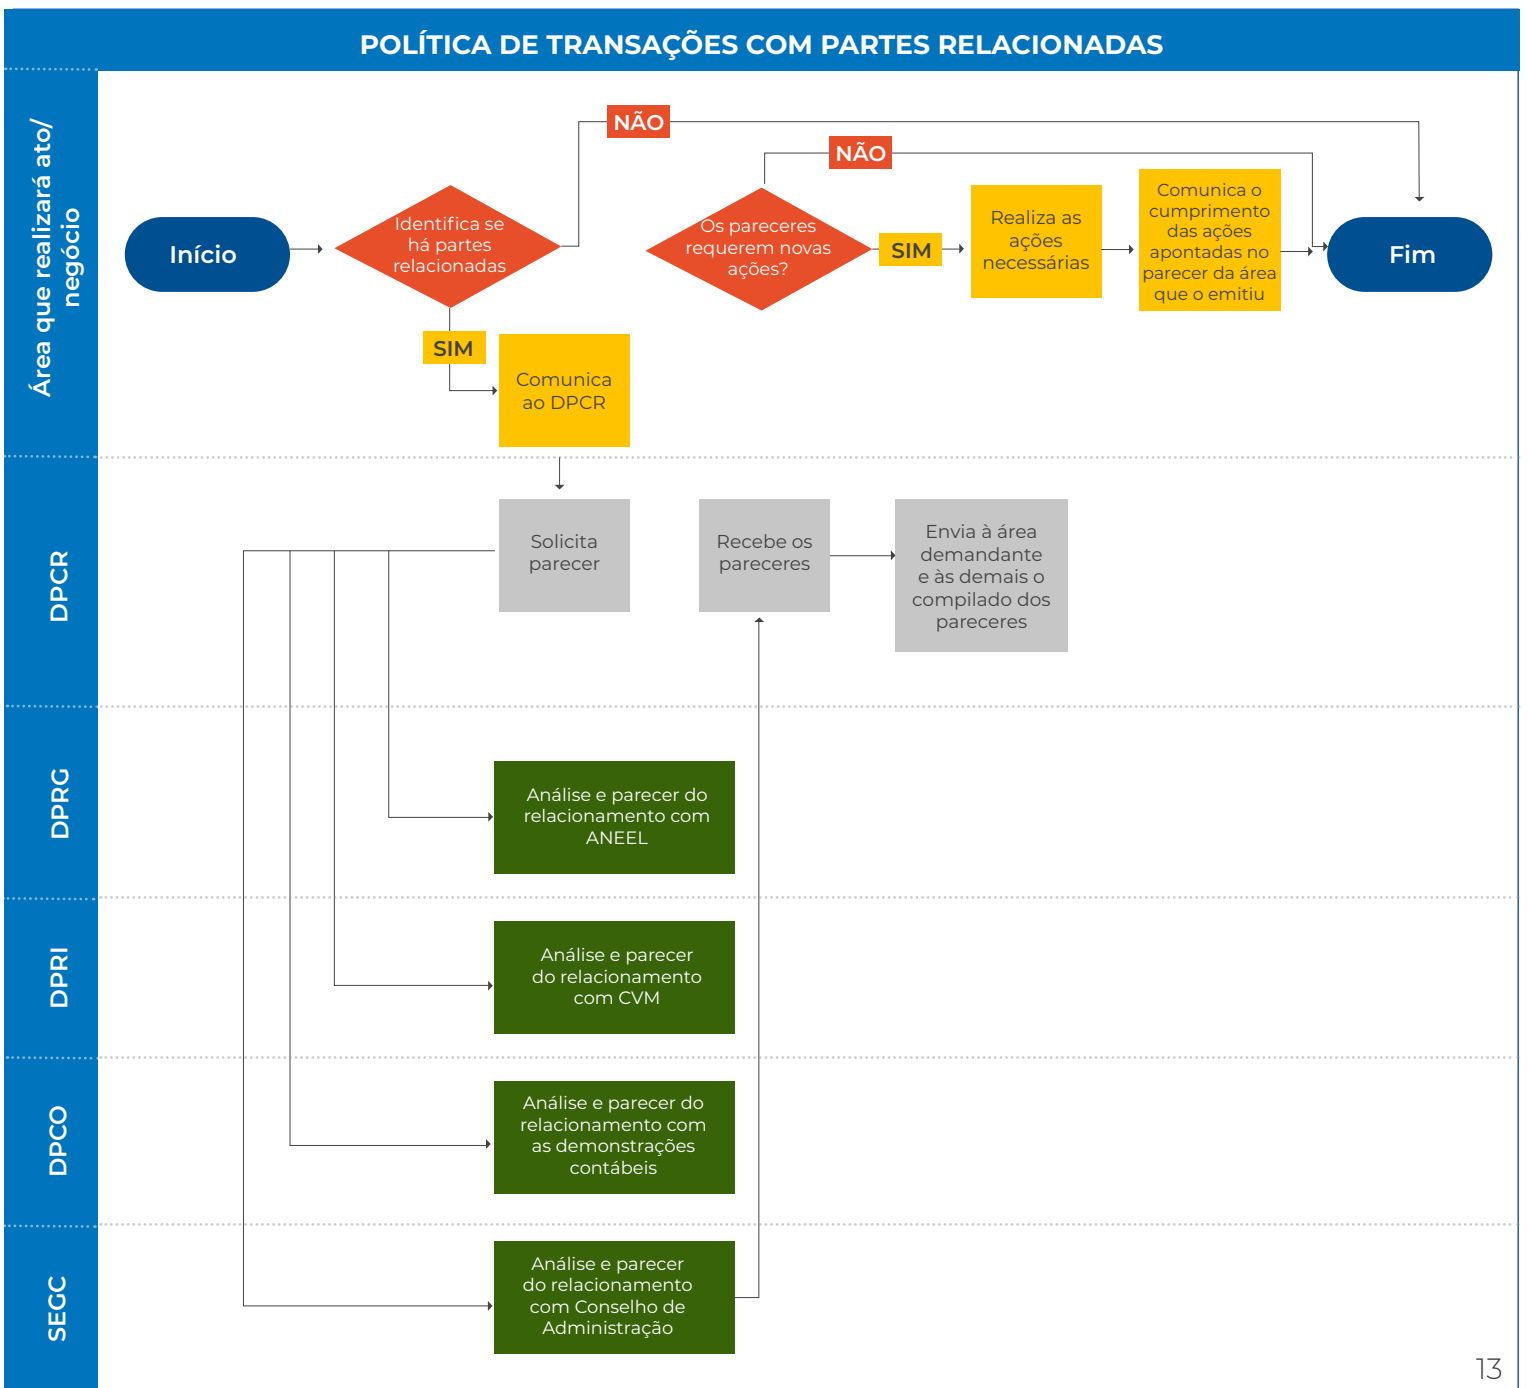 POLÍTICA DE TRANSAÇÕES COM PARTES RELACIONADAS
Área que realizará ato/
negócio
Início
Identifica se
há partes
relacionadas
NÃO
SIM
Comunica
ao DPCR
NÃO
Os pareceres
requerem novas
ações?
SIM
Realiza as
ações
necessárias
Comunica o
cumprimento
das ações
apontadas no
parecer da área
que o emitiu
Fim
DPCR
Solicita
parecer
Recebe os
pareceres
Envia à área
demandante
e às demais o
compilado dos
pareceres
DPRG
Análise e parecer do
relacionamento com
ANEEL
DPRI
Análise e parecer
do relacionamento
com CVM
DPCO
Análise e parecer do
relacionamento com
as demonstrações
contábeis
SEGC
Análise e parecer
do relacionamento
com Conselho de
Administração
13